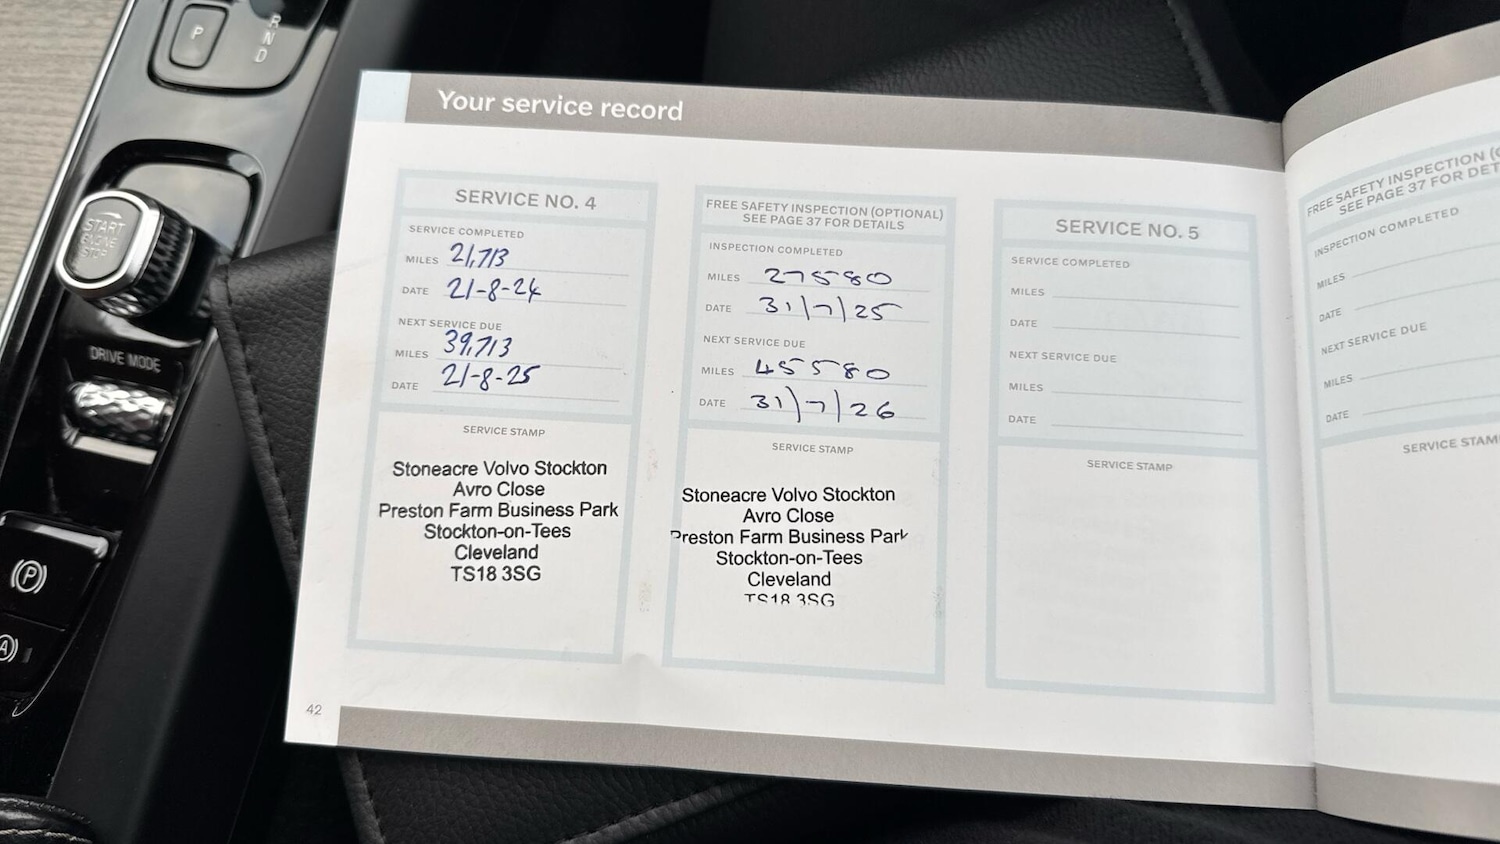 P
R
N
D
START
ENGINE
STOP
DRIVE MODE
(P)
(A)
Your service record
SERVICE NO. 4
SERVICE COMPLETED
MILES 21,713
DATE 21-8-24
NEXT SERVICE DUE
MILES 39,713
DATE 21-8-25
SERVICE STAMP
Stoneacre Volvo Stockton
Avro Close
Preston Farm Business Park
Stockton-on-Tees
Cleveland
TS18 3SG
42
FREE SAFETY INSPECTION (OPTIONAL)
SEE PAGE 37 FOR DETAILS
INSPECTION COMPLETED
MILES 27580
DATE 31/7/25
NEXT SERVICE DUE
MILES 45580
DATE 31/7/26
SERVICE STAMP
Stoneacre Volvo Stockton
Avro Close
Preston Farm Business Park
Stockton-on-Tees
Cleveland
TS18 3SG
SERVICE NO. 5
SERVICE COMPLETED
MILES
DATE
NEXT SERVICE DUE
MILES
DATE
SERVICE STAMP
FREE SAFETY INSPECTION (O
SEE PAGE 37 FOR DET
INSPECTION COMPLETED
MILES
DATE
NEXT SERVICE DUE
MILES
DATE
SERVICE STAM